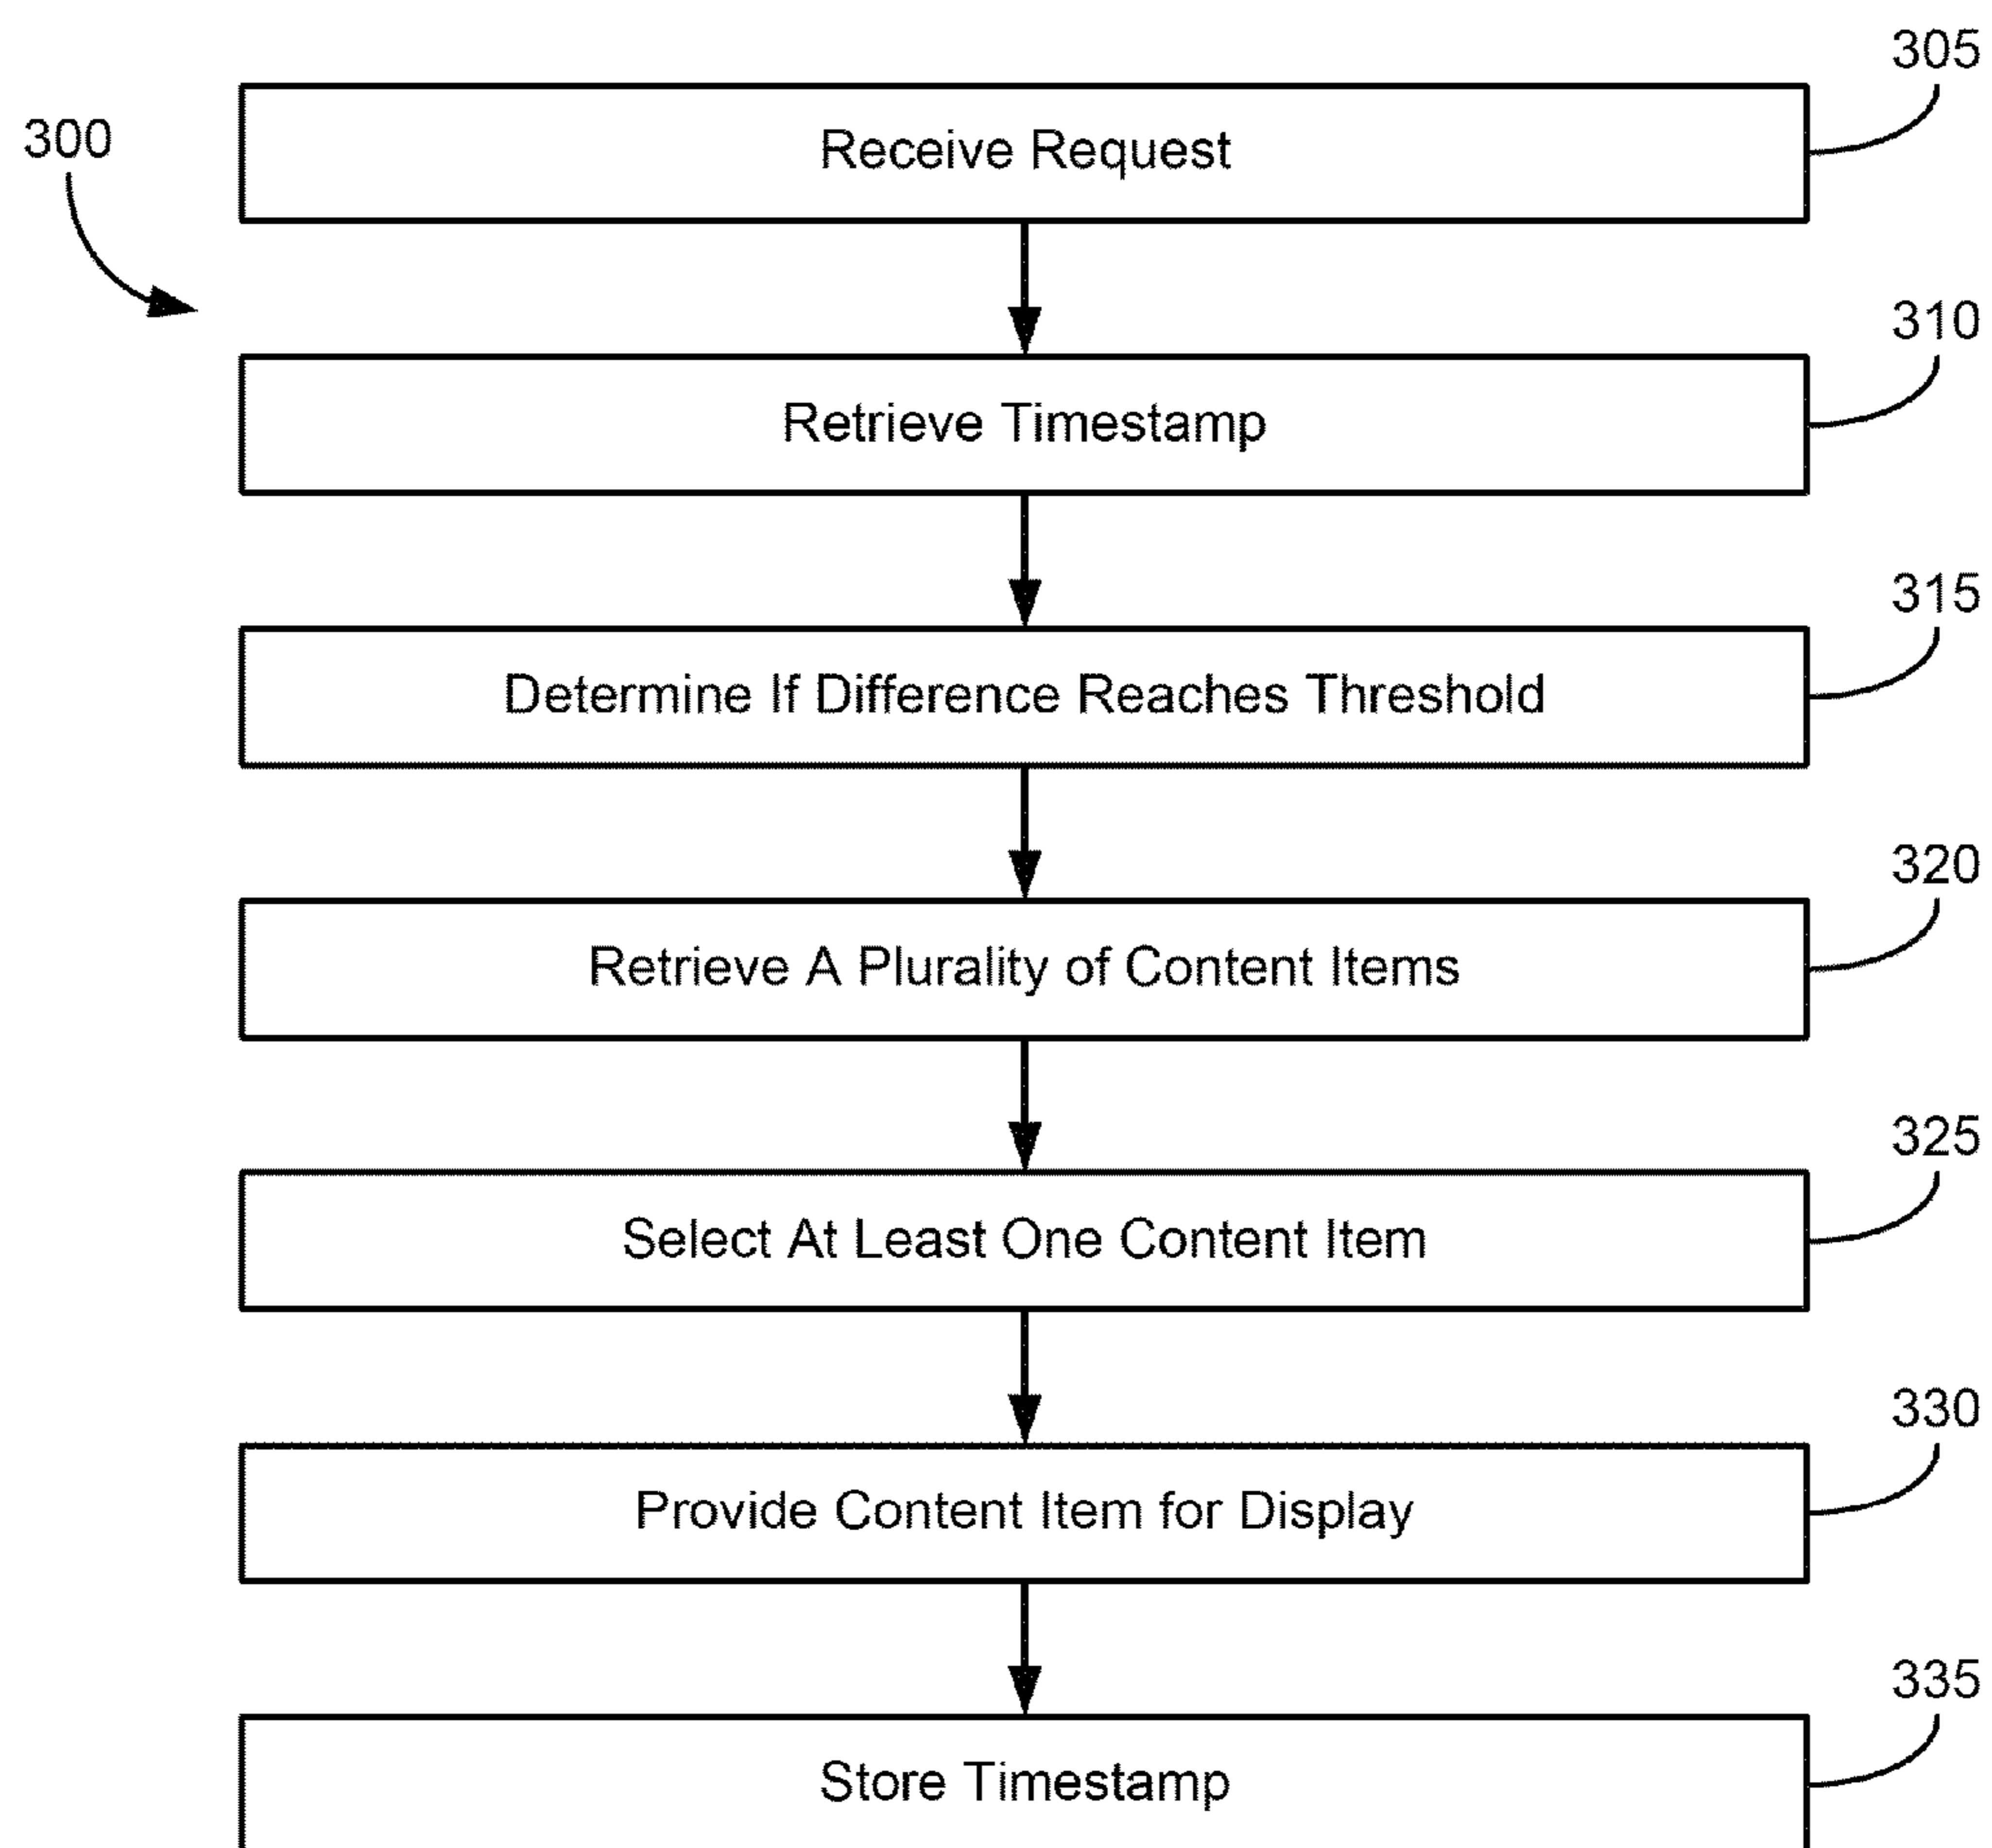 305
300
Receive Request
310
Retrieve Timestamp
315
Determine If Difference Reaches Threshold
320
Retrieve A Plurality of Content Items
325
Select At Least One Content Item
330
Provide Content Item for Display
335
Store Timestamp